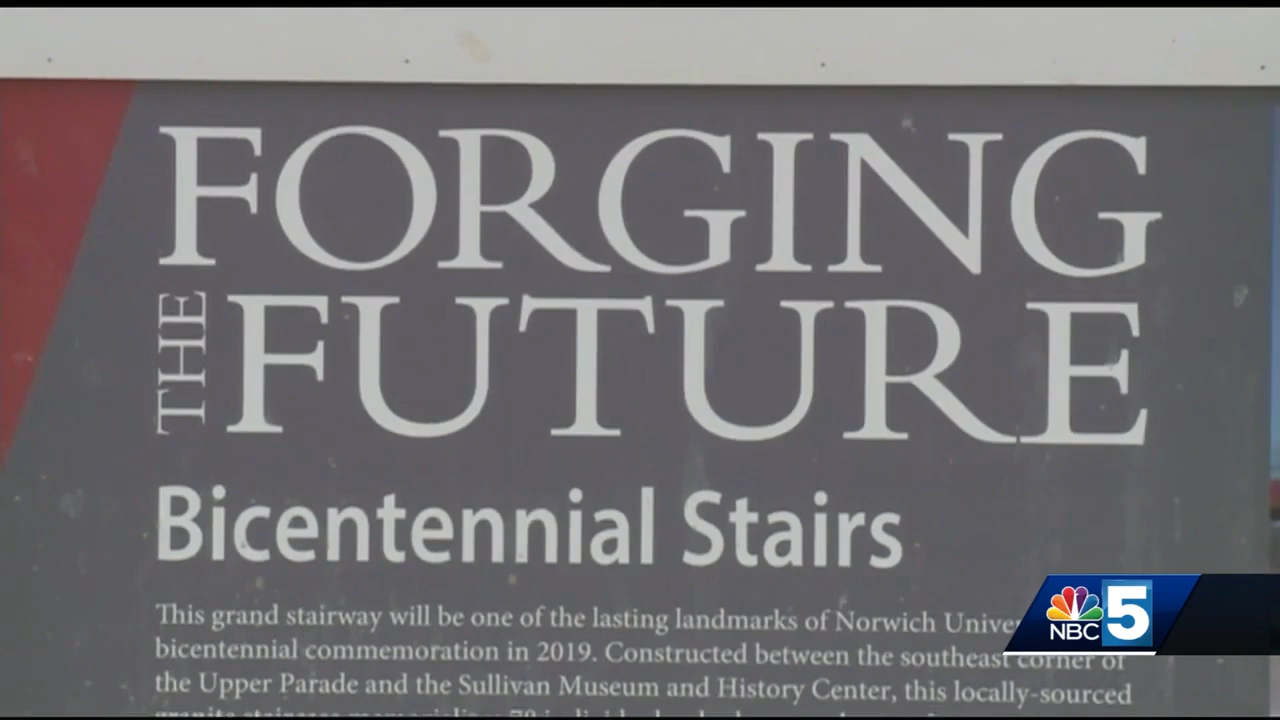 FORGING
THE FUTURE
Bicentennial Stairs
This grand stairway will be one of the lasting landmarks of Norwich
bicentennial commemoration in 2019. Constructed between the southeast corner of
the Upper Parade and the Sullivan Museum and History Center, this locally-sourced
NBC 5